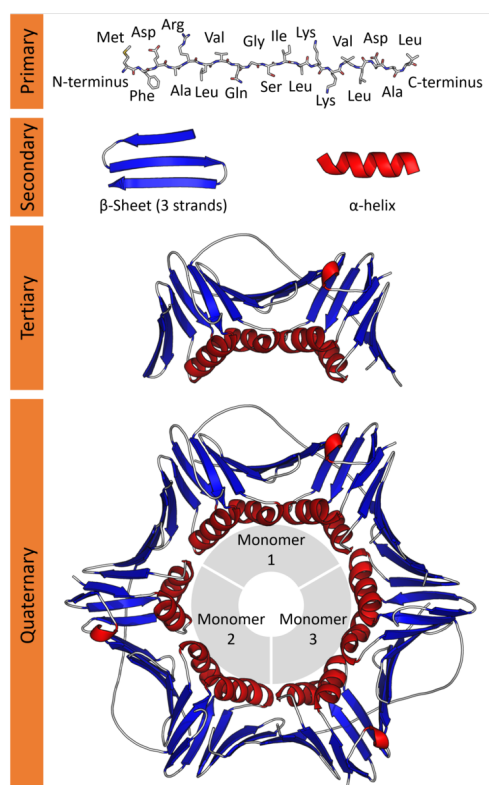 Primary
Met Asp Arg Val Gly Ile Lys Val Asp Leu
N-terminus Phe Ala Leu Gln Ser Leu Lys Leu Ala C-terminus
Secondary
β-Sheet (3 strands)
α-helix
Tertiary
Quaternary
Monomer
1
Monomer
2
Monomer
3